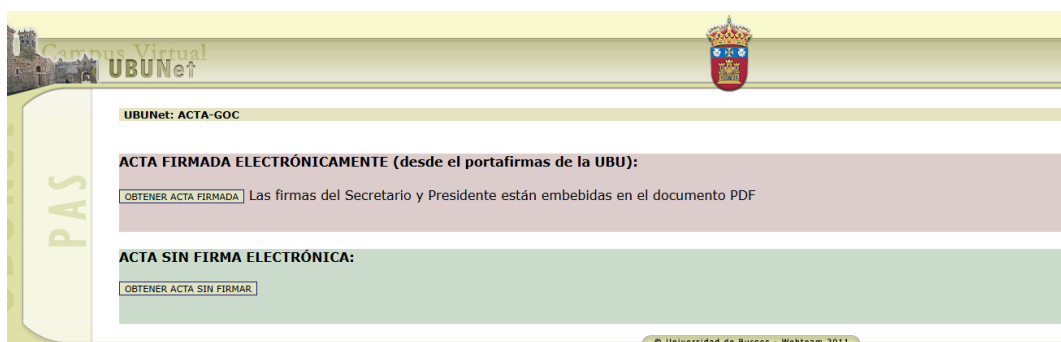 Campus Virtual
UBUNet
UBUNet: ACTA-GOC
ACTA FIRMADA ELECTRÓNICAMENTE (desde el portafirmas de la UBU):
OBTENER ACTA FIRMADA Las firmas del Secretario y Presidente están embebidas en el documento PDF
PAS
ACTA SIN FIRMA ELECTRÓNICA:
OBTENER ACTA SIN FIRMAR
© Universidad de Burgos - Webteam 2011